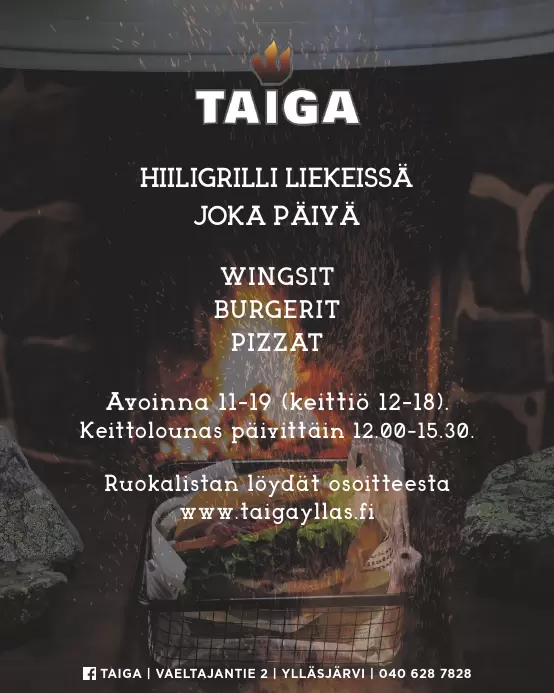 TAIGA
HIILIGRILLI LIEKEISSÄ
JOKA PÄIVÄ
WINGSIT
BURGERIT
PIZZAT
Avoinna 11-19 (keittiö 12-18).
Keittolounas päivittäin 12.00-15.30.
Ruokalistan löydät osoitteesta
www.taigayllas.fi
TAIGA | VAELTAJANTIE 2 | YLLÄSJÄRVI | 040 628 7828